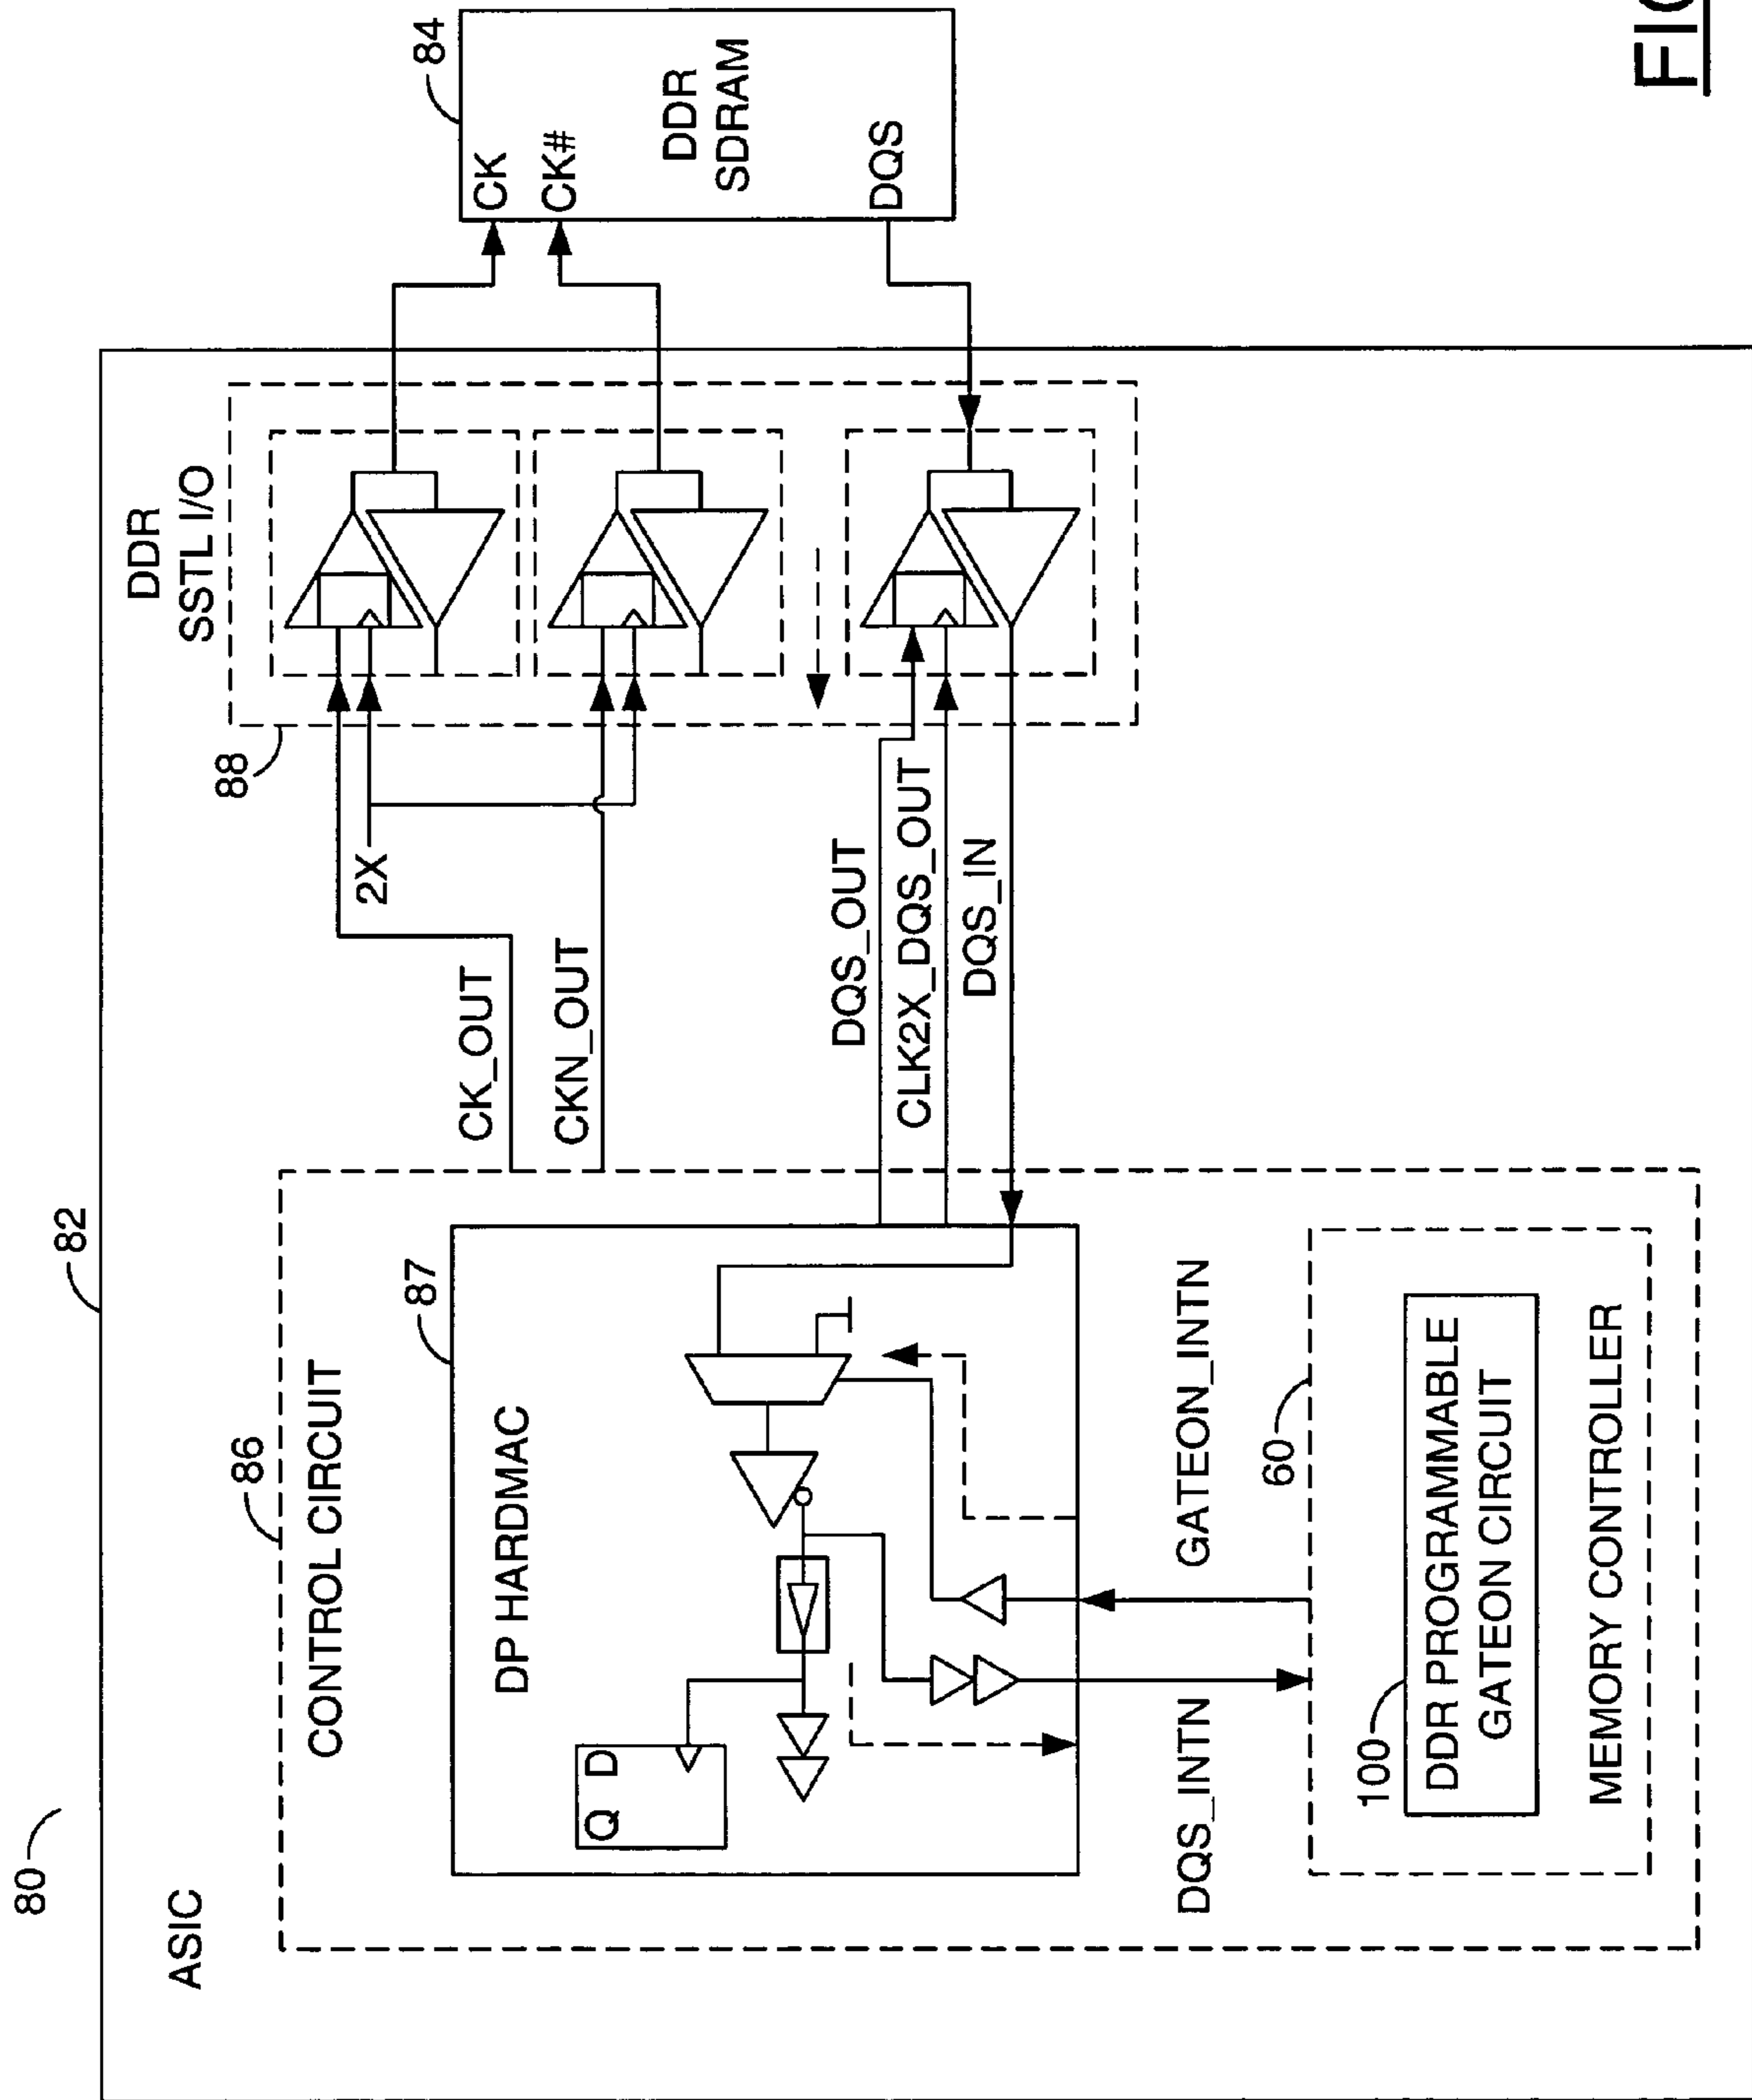 80
82
ASIC
86
CONTROL CIRCUIT
87
DP HARDMAC
Q D
DQS_INTN
GATEON_INTN
60
100
DDR PROGRAMMABLE
GATEON CIRCUIT
MEMORY CONTROLLER
CK_OUT
CKN_OUT
2X
DQS_OUT
CLK2X_DQS_OUT
DQS_IN
88
DDR
SSTL I/O
84
CK
CK#
DDR
SDRAM
DQS